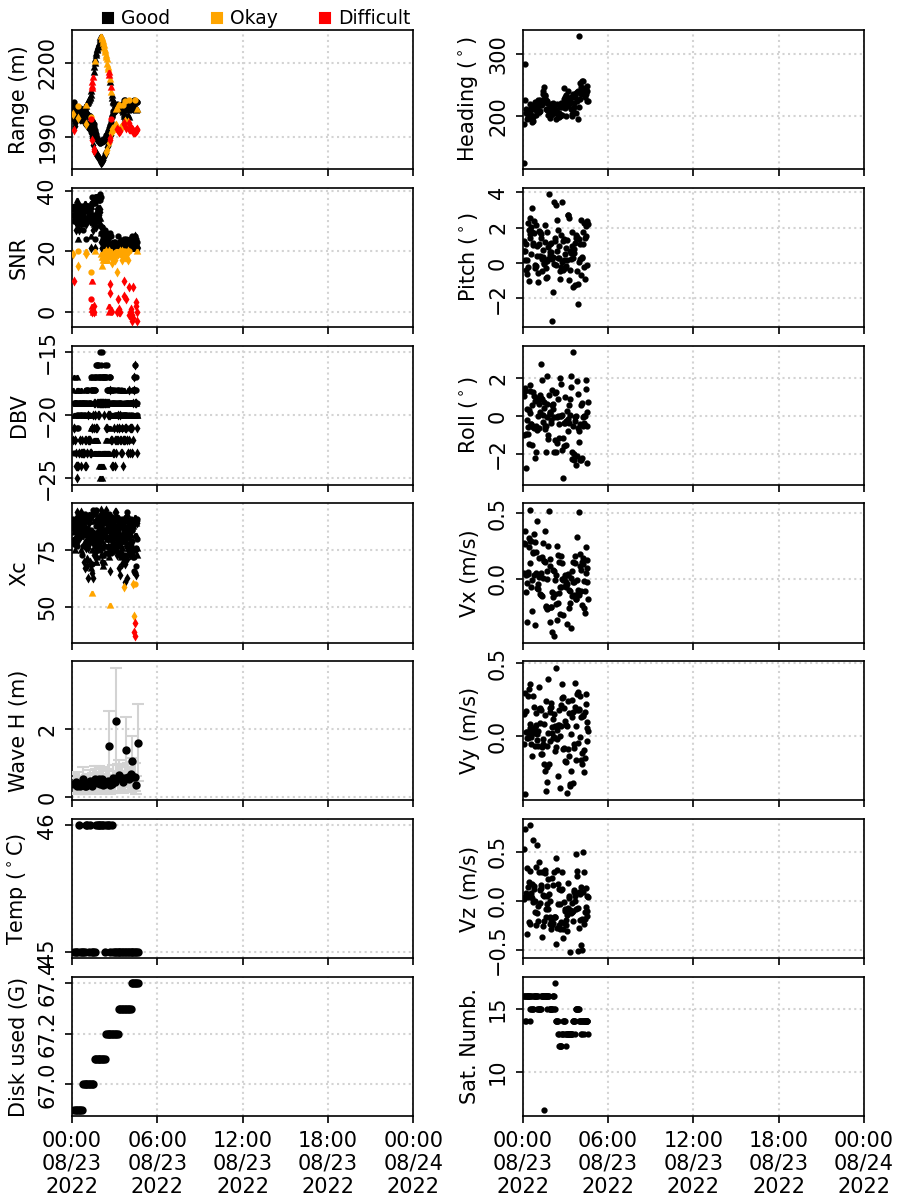 Good Okay Difficult
Range (m)
2200
1990
Heading (°)
300
200
SNR
40
20
0
Pitch (°)
4
2
0
−2
DBV
−15
−20
−25
Roll (°)
2
0
−2
Xc
75
50
Vx (m/s)
0.5
0.0
Wave H (m)
2
0
Vy (m/s)
0.5
0.0
Temp (°C)
46
45
Vz (m/s)
0.5
0.0
−0.5
Disk used (G)
67.4
67.2
67.0
Sat. Numb.
15
10
00:00 06:00 12:00 18:00 00:00
08/23 08/23 08/23 08/23 08/24
2022 2022 2022 2022 2022
00:00 06:00 12:00 18:00 00:00
08/23 08/23 08/23 08/23 08/24
2022 2022 2022 2022 2022